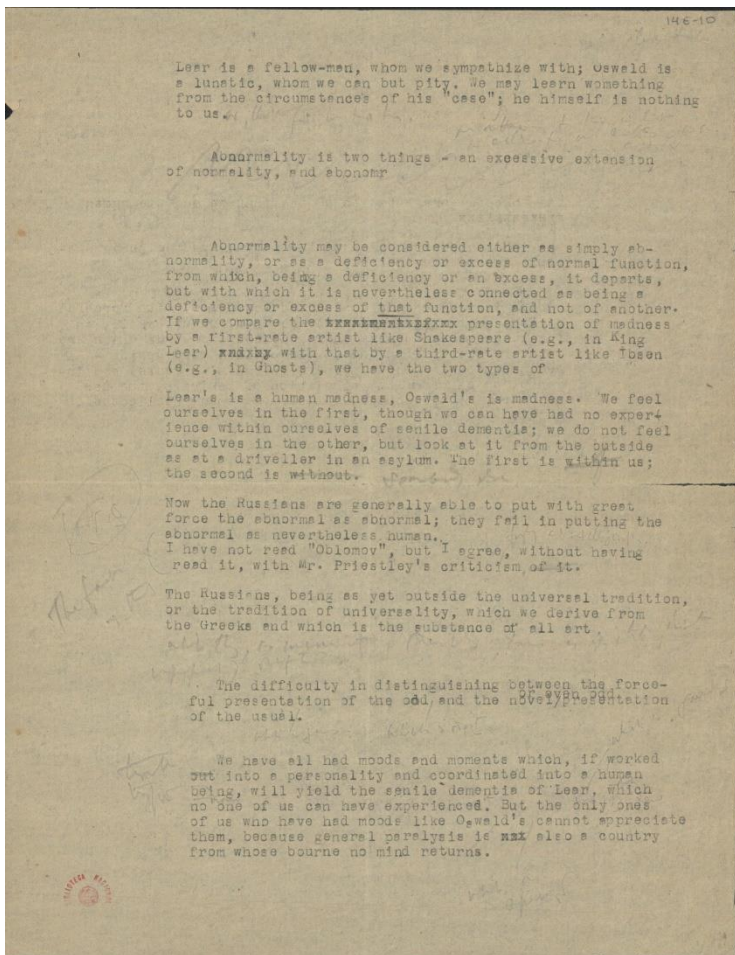 146-10
Lear is a fellow-man, whom we sympathize with; Oswald is
a lunatic, whom we can but pity. We may learn womething
from the circumstances of his "case"; he himself is nothing
to us.
Abnormality is two things - an excessive extension
of normality, and abonomr
Abnormality may be considered either as simply ab-
normality, or as a deficiency or excess of normal function,
from which, being a deficiency or an excess, it departs,
but with which it is nevertheless connected as being a
deficiency or excess of that function, and not of another.
If we compare the presentation of madness
by a first-rate artist like Shakespeare (e.g., in King
Lear) with that by a third-rate artist like Ibsen
(e.g., in Ghosts), we have the two types of
Lear's is a human madness, Oswald's is madness. We feel
ourselves in the first, though we can have had no exper-
ience within ourselves of senile dementia; we do not feel
ourselves in the other, but look at it from the outside
as at a driveller in an asylum. The first is within us;
the second is without.
Now the Russians are generally able to put with great
force the abnormal as abnormal; they fail in putting the
abnormal as nevertheless human.
I have not read "Oblomov", but I agree, without having
read it, with Mr. Priestley's criticism of it.
The Russians, being as yet outside the universal tradition,
or the tradition of universality, which we derive from
the Greeks and which is the substance of all art.
The difficulty in distinguishing between the force-
or even odd
ful presentation of the odd, and the novel/presentation
of the usual.
We have all had moods and moments which, if worked
out into a personality and coordinated into a human
being, will yield the senile dementia of Lear, which
no one of us can have experienced. But the only ones
of us who have had moods like Oswald's cannot appreciate
them, because general paralysis is also a country
from whose bourne no mind returns.